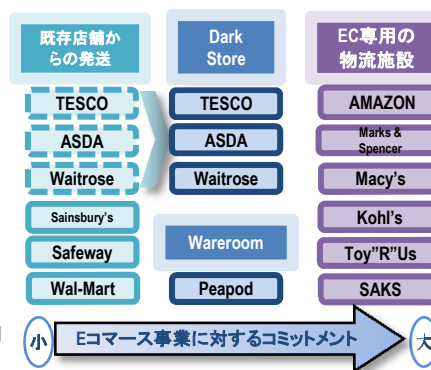 既存店舗か
らの発送
TESCO
ASDA
Waitrose
Sainsbury's
Safeway
Wal-Mart
Dark
Store
TESCO
ASDA
Waitrose
Wareroom
Peapod
EC専用の
物流施設
AMAZON
Marks &
Spencer
Macy's
Kohl's
Toy"R"Us
SAKS
小
Eコマース事業に対するコミットメント
大